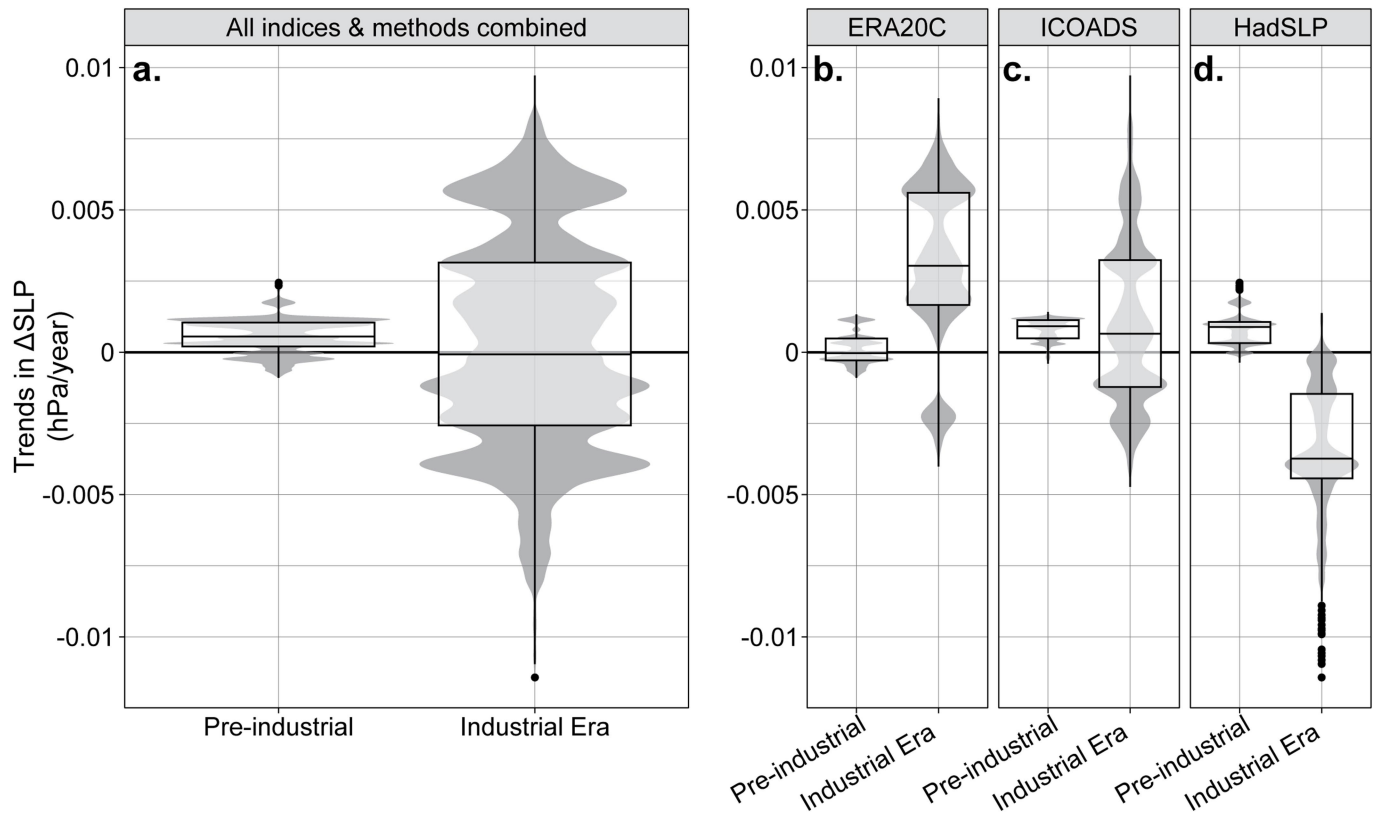 All indices & methods combined
ERA20C
ICOADS
HadSLP
a.
b.
c.
d.
Trends in ΔSLP
(hPa/year)
0.01
0.005
0
-0.005
-0.01
0.01
0.005
0
-0.005
-0.01
Pre-industrial
Industrial Era
Pre-industrial
Industrial Era
Pre-industrial
Industrial Era
Pre-industrial
Industrial Era